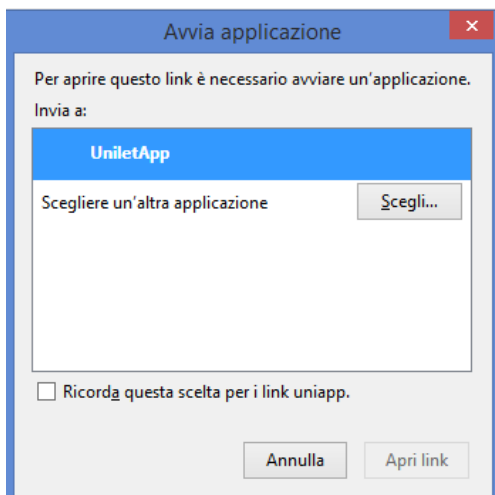 Avvia applicazione
Per aprire questo link è necessario avviare un'applicazione.
Invia a:
UniletApp
Scegliere un'altra applicazione
Scegli...
Ricorda questa scelta per i link uniapp.
Annulla
Apri link